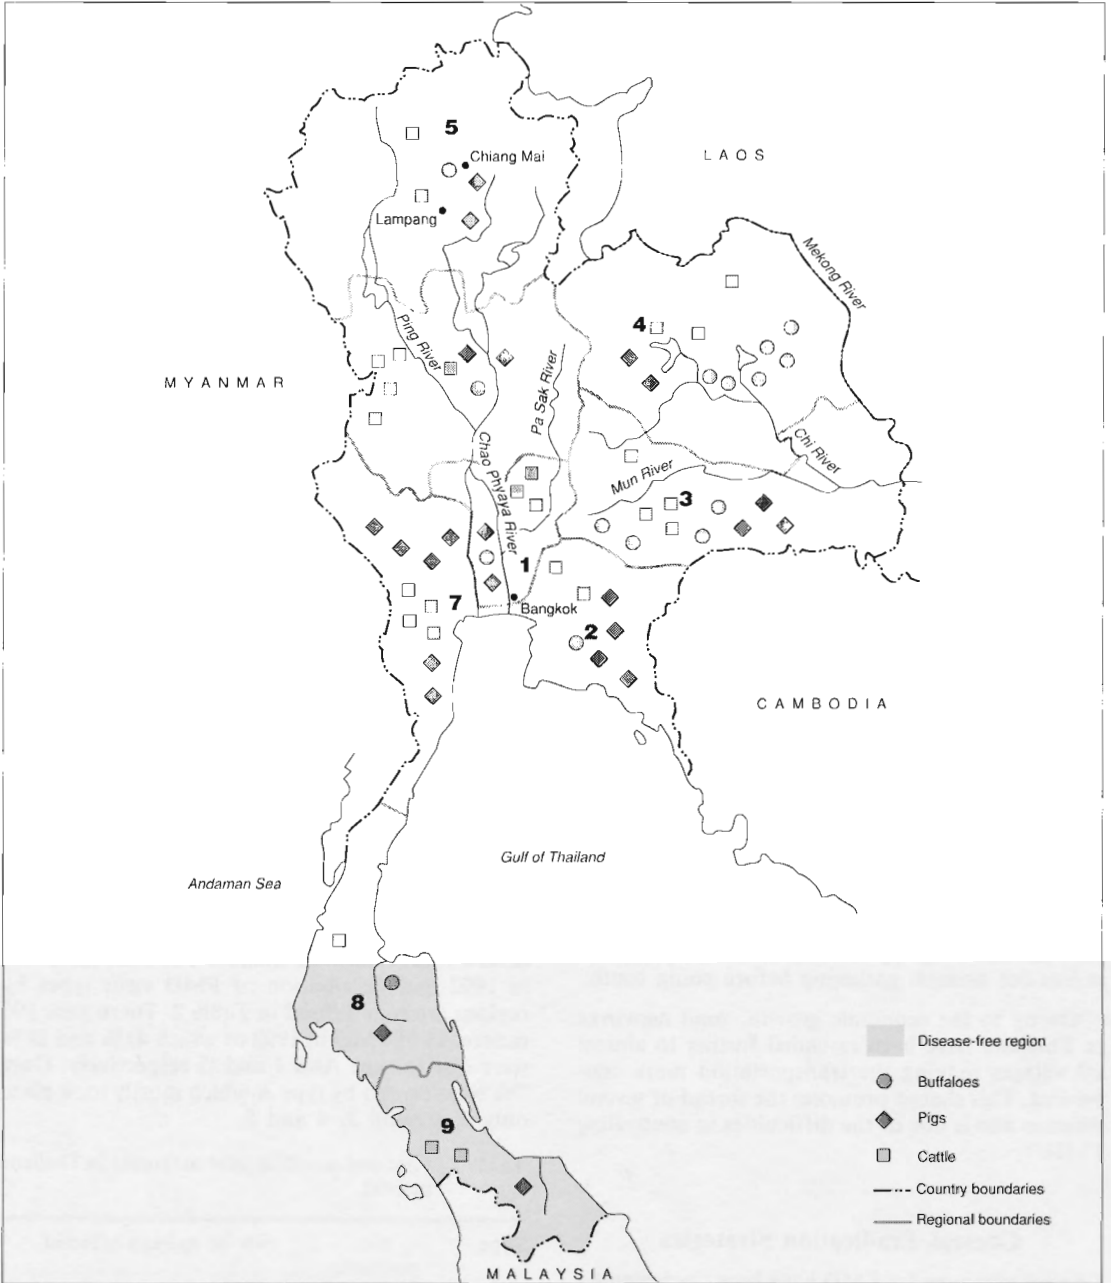 5
Chiang Mai
LAOS
Lampang
Mekong River
4
Ping River
MYANMAR
Pa Sak River
Chao Phyaya River
Chi River
Mun River
3
1
7
Bangkok
2
CAMBODIA
Gulf of Thailand
Andaman Sea
8
Disease-free region
Buffaloes
Pigs
9
Cattle
Country boundaries
Regional boundaries
MALAYSIA